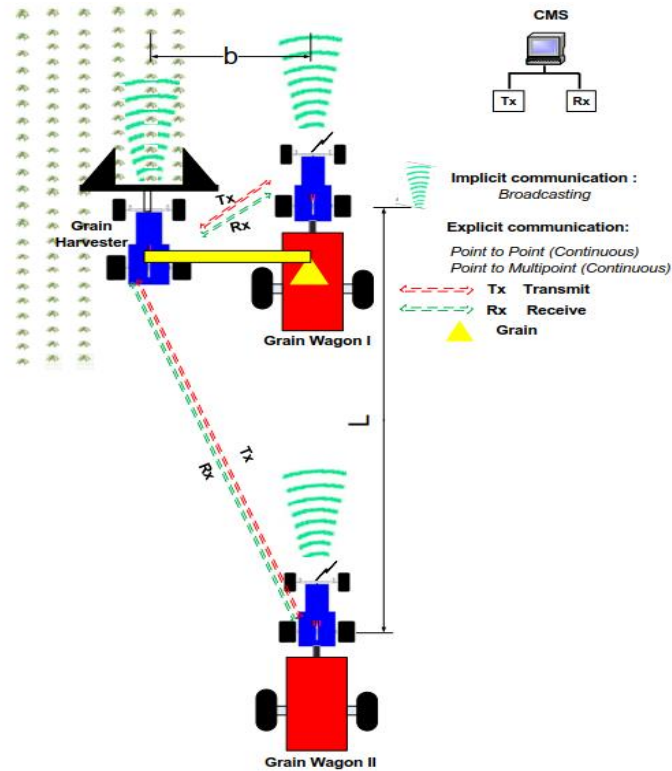 b
CMS
Tx
Rx
Tx
Rx
Grain
Harvester
Grain Wagon I
Implicit communication :
Broadcasting
Explicit communication:
Point to Point (Continuous)
Point to Multipoint (Continuous)
Tx Transmit
Rx Receive
Grain
L
Tx
Rx
Grain Wagon II